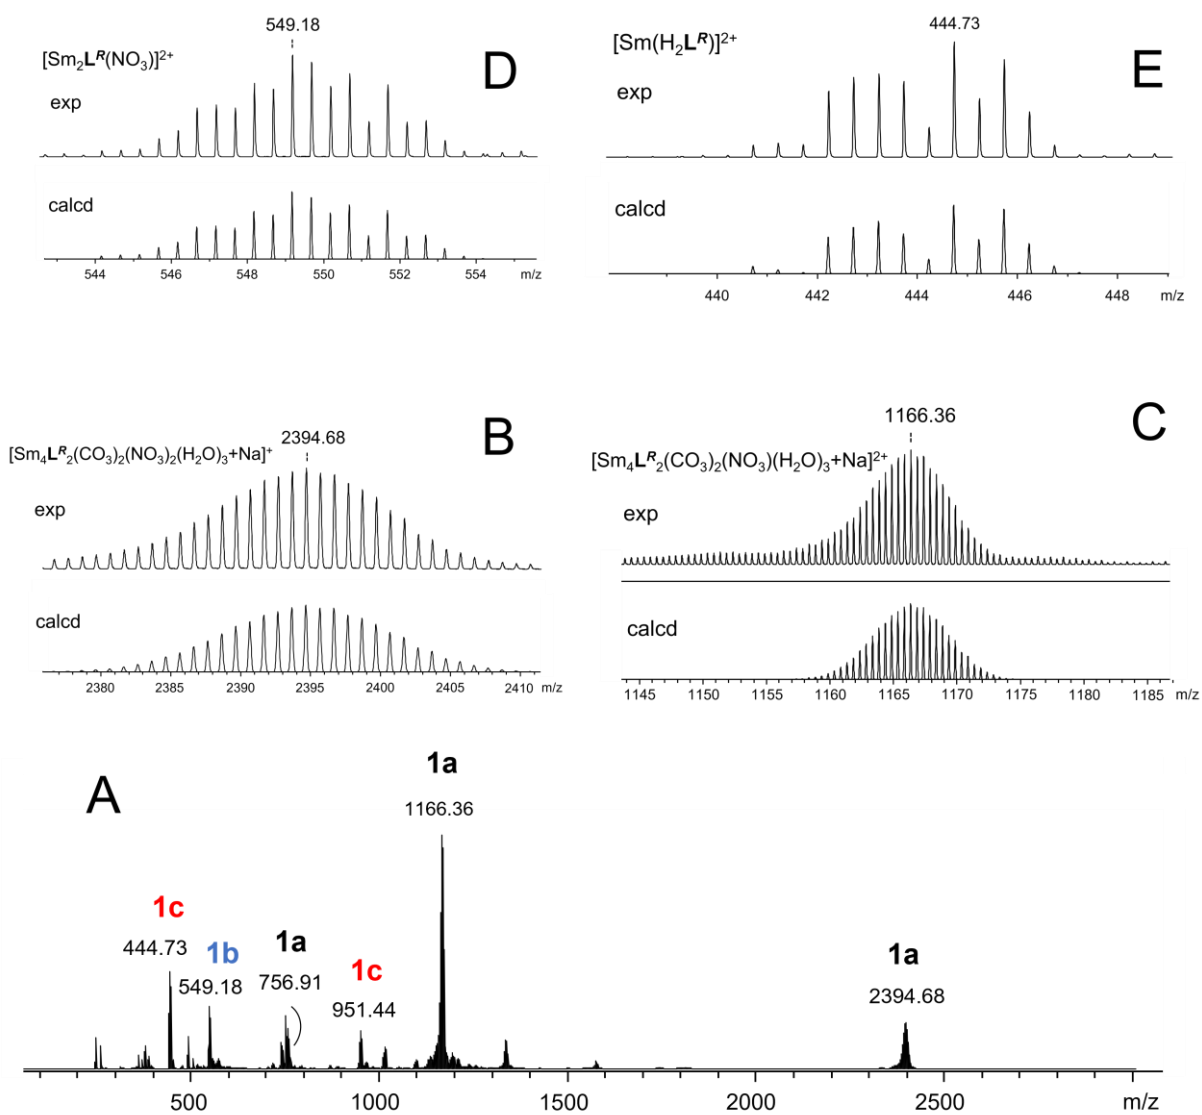 549.18
[Sm₂Lᴿ(NO₃)]²⁺
D
exp
calcd
544 546 548 550 552 554 m/z
444.73
[Sm(H₂Lᴿ)]²⁺
E
exp
calcd
440 442 444 446 448 m/z
2394.68
B
[Sm₄Lᴿ₂(CO₃)₂(NO₃)₂(H₂O)₃+Na]⁺
exp
calcd
2380 2385 2390 2395 2400 2405 2410 m/z
1166.36
C
[Sm₄Lᴿ₂(CO₃)₂(NO₃)(H₂O)₃+Na]²⁺
exp
calcd
1145 1150 1155 1160 1165 1170 1175 1180 1185 m/z
A
1a
1166.36
1c
444.73
1b
549.18
1a
756.91
1c
951.44
1a
2394.68
500 1000 1500 2000 2500 m/z